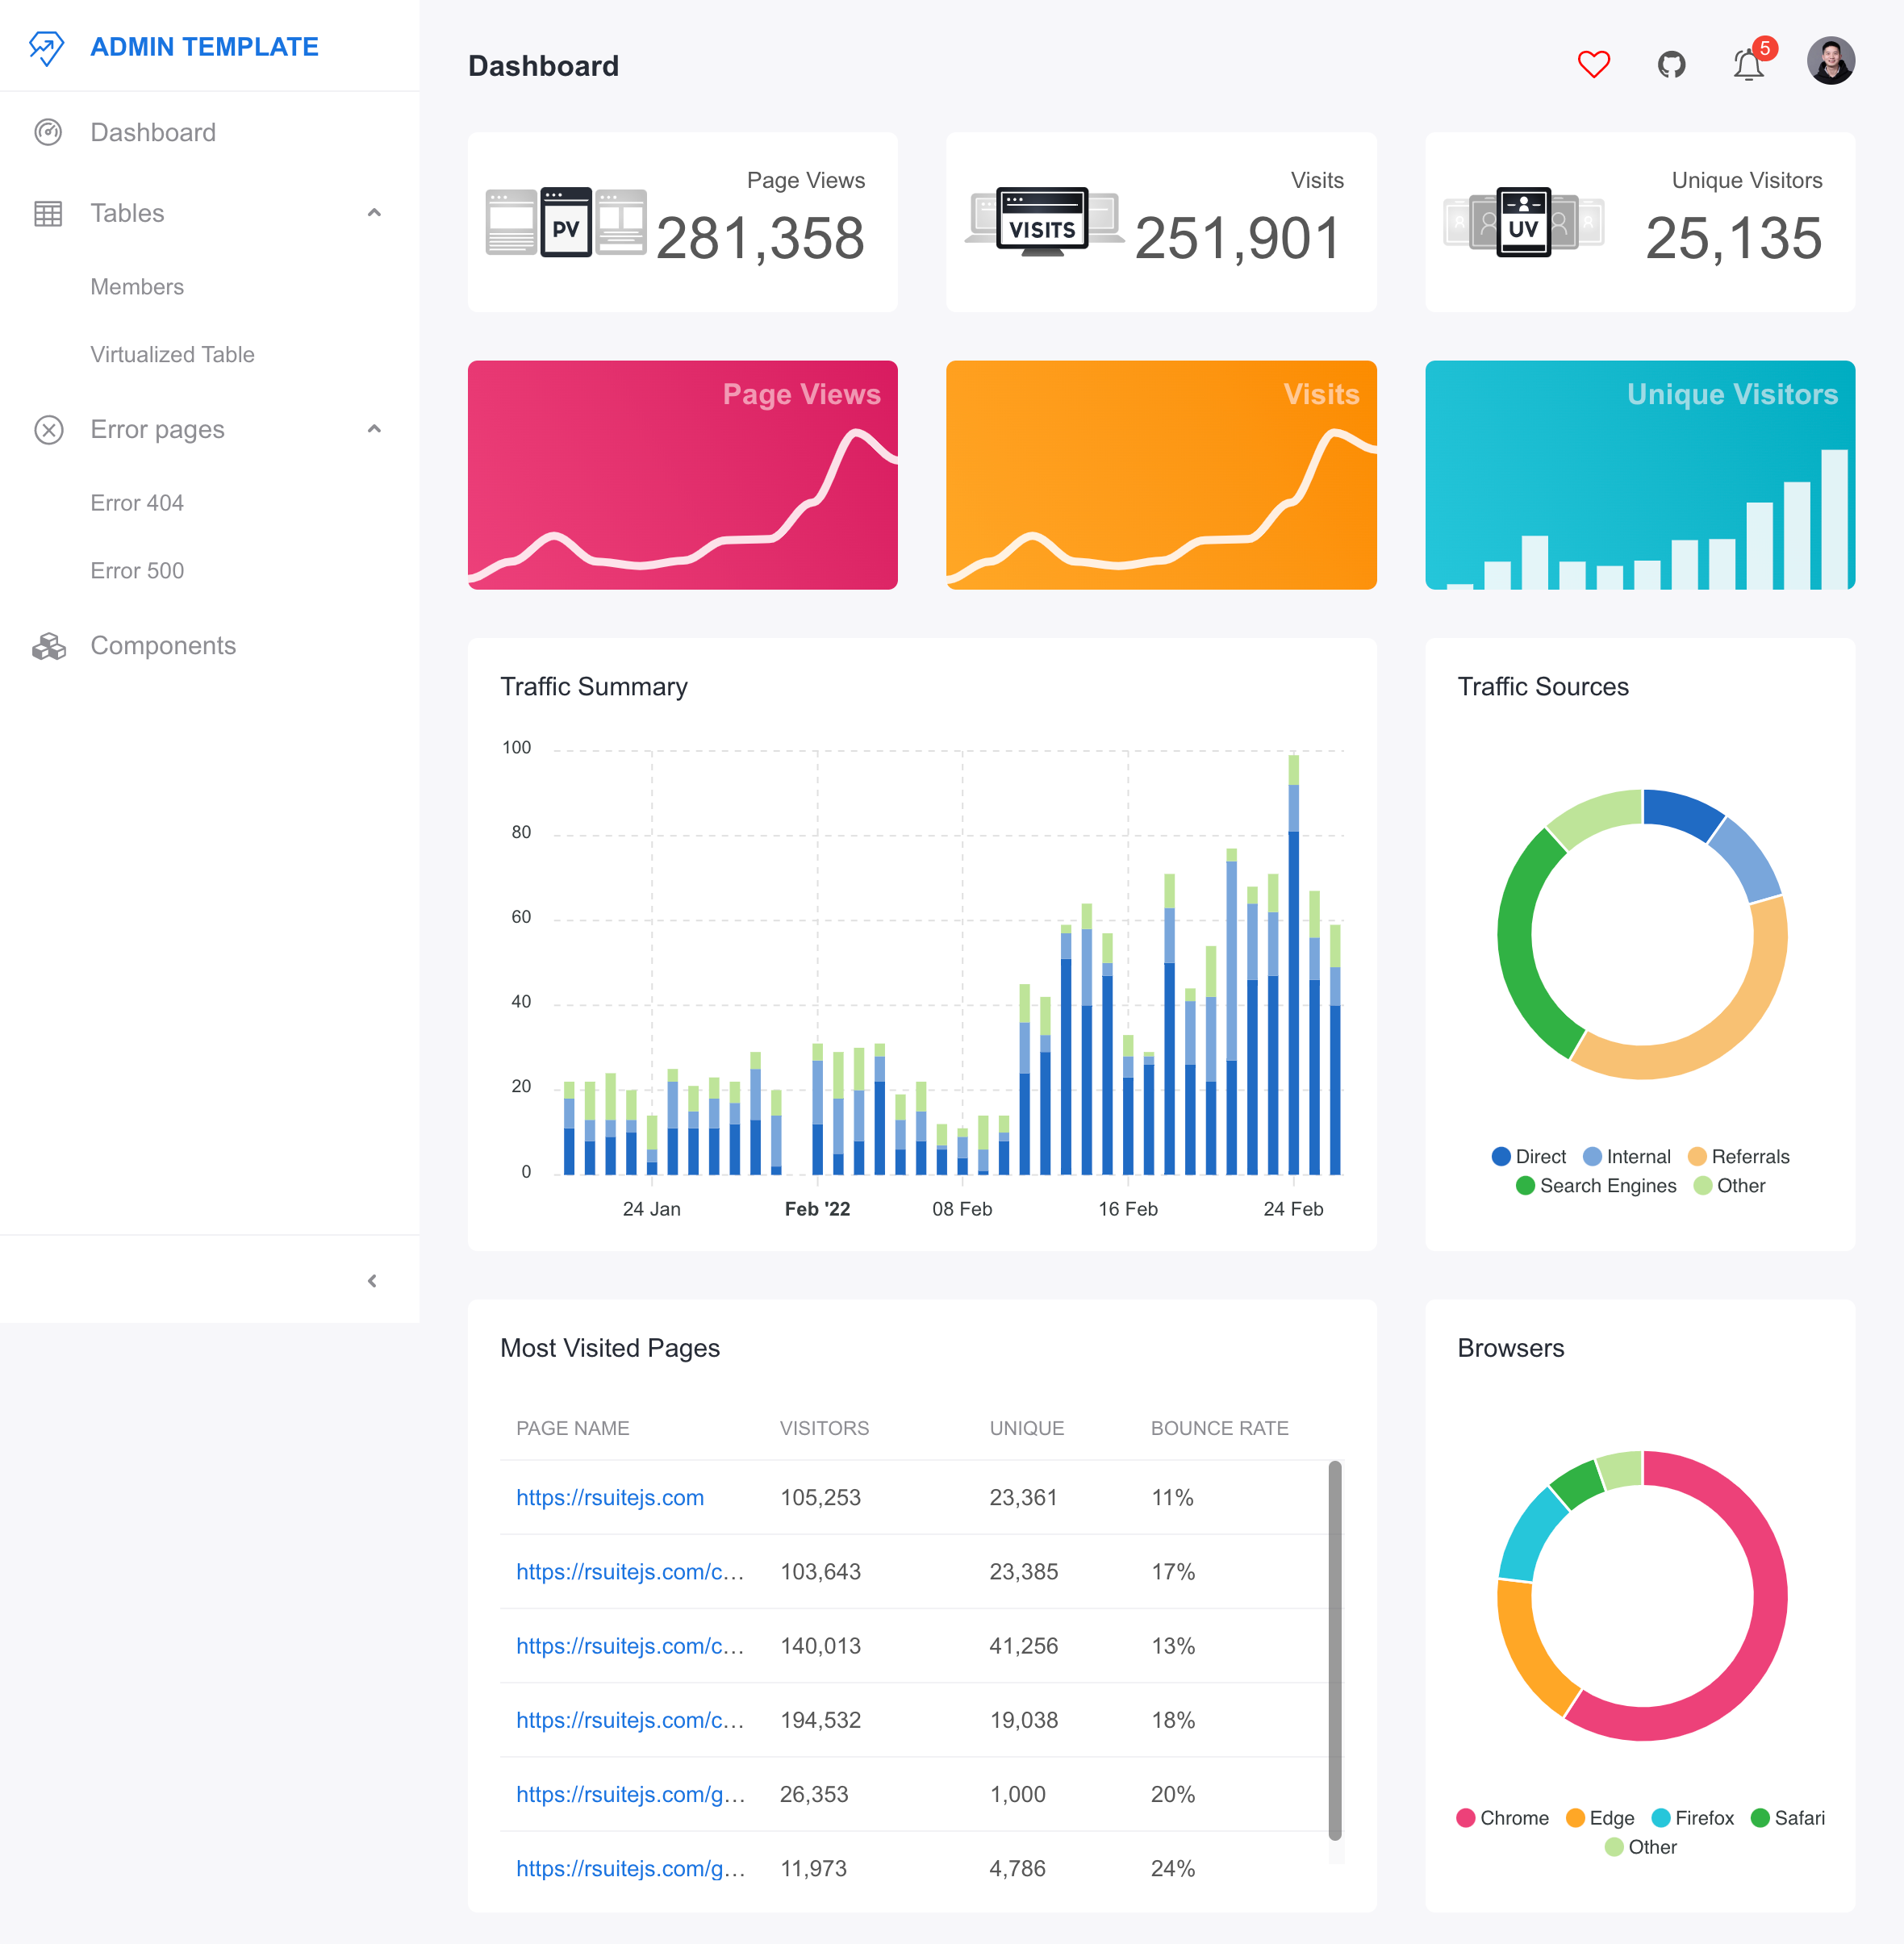 ADMIN TEMPLATE
Dashboard
Tables
Members
Virtualized Table
Error pages
Error 404
Error 500
Components
Dashboard
5
PV
Page Views
281,358
VISITS
Visits
251,901
UV
Unique Visitors
25,135
Page Views
Visits
Unique Visitors
Traffic Summary
100
80
60
40
20
0
24 Jan
Feb '22
08 Feb
16 Feb
24 Feb
Traffic Sources
Direct Internal Referrals
Search Engines Other
Most Visited Pages
PAGE NAME VISITORS UNIQUE BOUNCE RATE
https://rsuitejs.com 105,253 23,361 11%
https://rsuitejs.com/c… 103,643 23,385 17%
https://rsuitejs.com/c… 140,013 41,256 13%
https://rsuitejs.com/c… 194,532 19,038 18%
https://rsuitejs.com/g… 26,353 1,000 20%
https://rsuitejs.com/g… 11,973 4,786 24%
Browsers
Chrome Edge Firefox Safari
Other